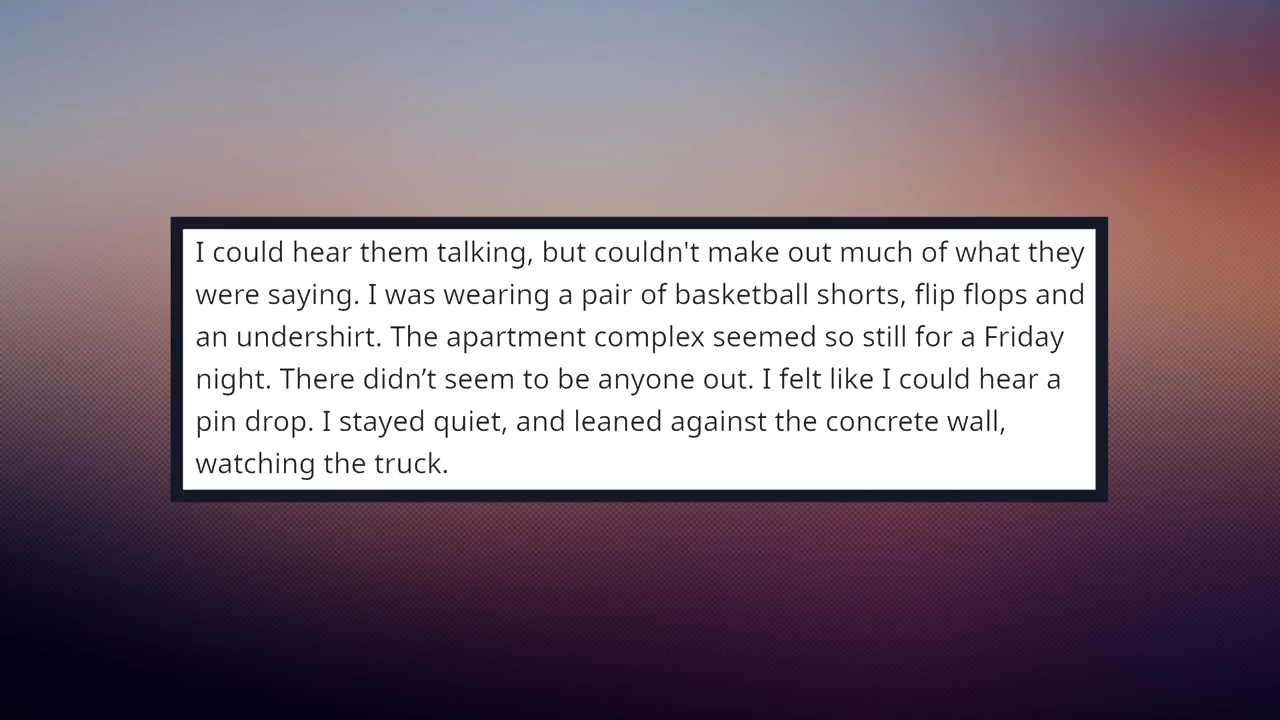 I could hear them talking, but couldn't make out much of what they
were saying. I was wearing a pair of basketball shorts, flip flops and
an undershirt. The apartment complex seemed so still for a Friday
night. There didn’t seem to be anyone out. I felt like I could hear a
pin drop. I stayed quiet, and leaned against the concrete wall,
watching the truck.